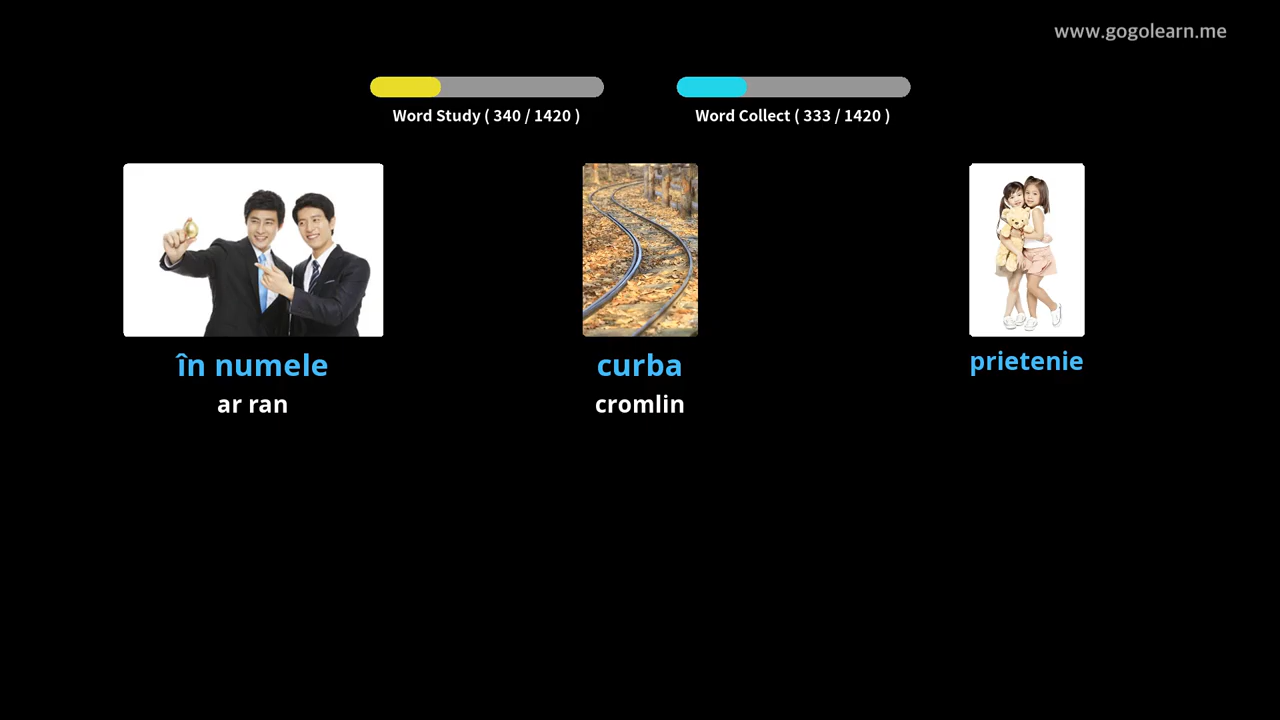 www.gogolearn.me
Word Study ( 340 / 1420 )
Word Collect ( 333 / 1420 )
în numele
ar ran
curba
cromlin
prietenie